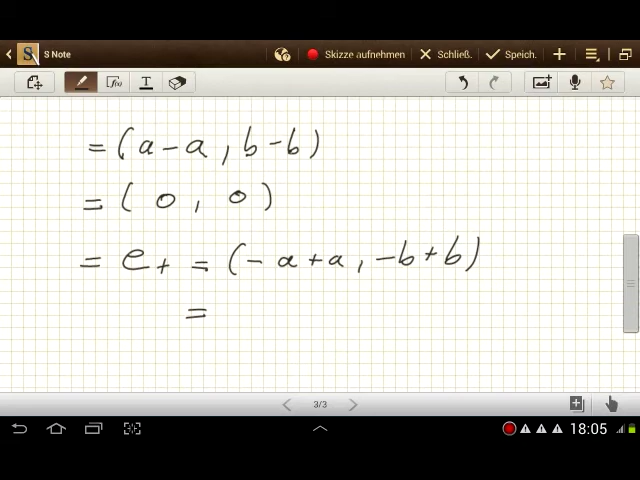 S Note
Skizze aufnehmen
Schließ.
Speich.
f(x)
T
= (a - a, b - b)
= (0, 0)
= e₊ = (-a + a, -b + b)
=
3/3
18:05